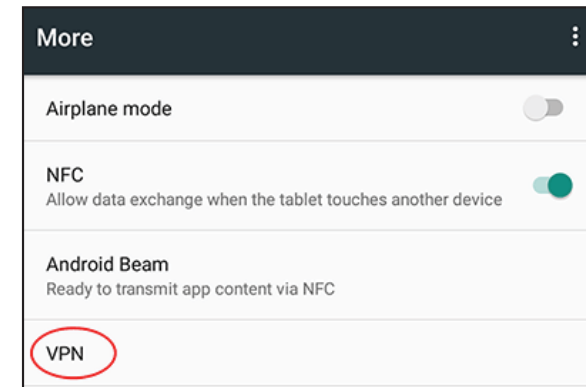 More
Airplane mode
NFC
Allow data exchange when the tablet touches another device
Android Beam
Ready to transmit app content via NFC
VPN